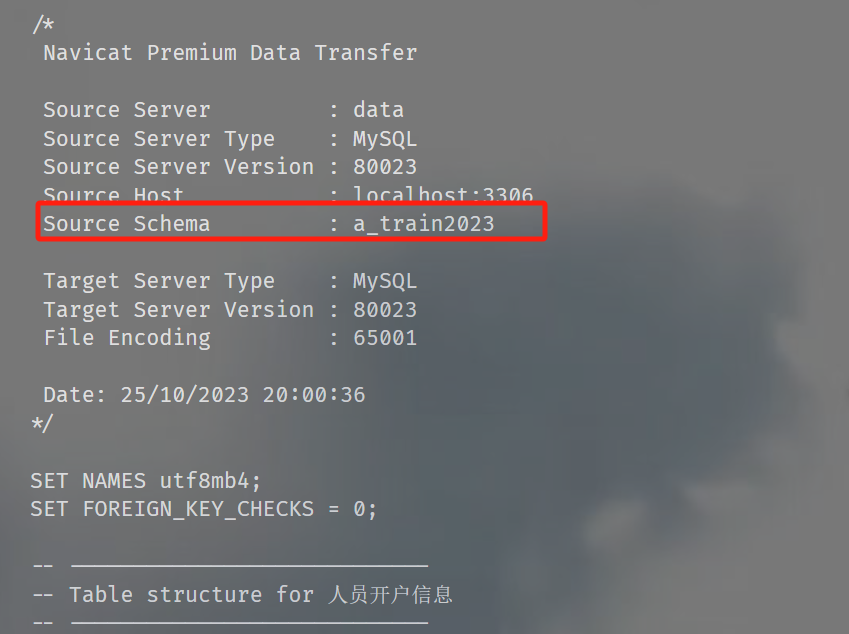 /*
Navicat Premium Data Transfer
Source Server : data
Source Server Type : MySQL
Source Server Version : 80023
Source Host : localhost:3306
Source Schema : a_train2023
Target Server Type : MySQL
Target Server Version : 80023
File Encoding : 65001
Date: 25/10/2023 20:00:36
*/
SET NAMES utf8mb4;
SET FOREIGN_KEY_CHECKS = 0;
-- ----------------------------
-- Table structure for 人员开户信息
-- ----------------------------